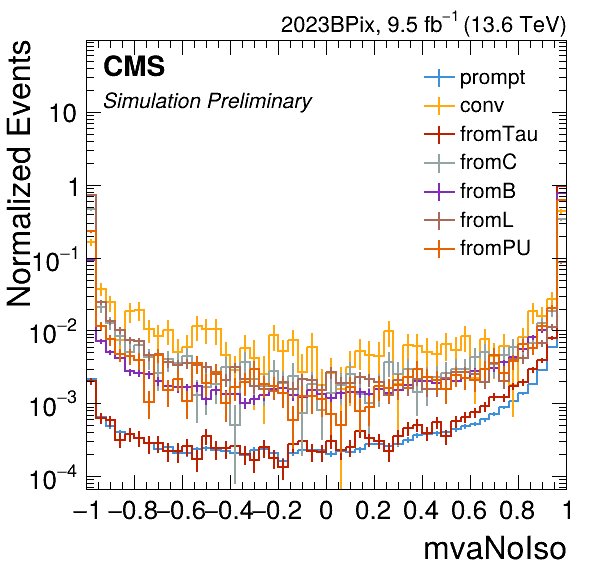 2023BPix, 9.5 fb⁻¹ (13.6 TeV)
CMS
Simulation Preliminary
prompt
conv
fromTau
fromC
fromB
fromL
fromPU
Normalized Events
10
1
10⁻¹
10⁻²
10⁻³
10⁻⁴
−1 −0.8 −0.6 −0.4 −0.2 0 0.2 0.4 0.6 0.8 1
mvaNoIso